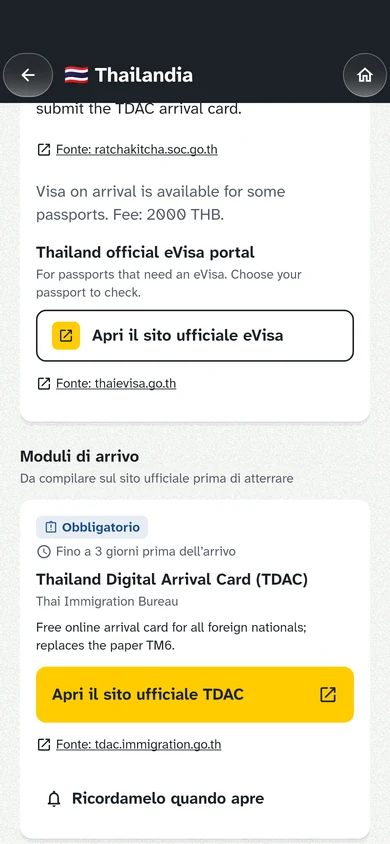 🇹🇭 Thailandia
submit the TDAC arrival card.
Fonte: ratchakitcha.soc.go.th
Visa on arrival is available for some
passports. Fee: 2000 THB.
Thailand official eVisa portal
For passports that need an eVisa. Choose your
passport to check.
Apri il sito ufficiale eVisa
Fonte: thaievisa.go.th
Moduli di arrivo
Da compilare sul sito ufficiale prima di atterrare
Obbligatorio
Fino a 3 giorni prima dell'arrivo
Thailand Digital Arrival Card (TDAC)
Thai Immigration Bureau
Free online arrival card for all foreign nationals;
replaces the paper TM6.
Apri il sito ufficiale TDAC
Fonte: tdac.immigration.go.th
Ricordamelo quando apre